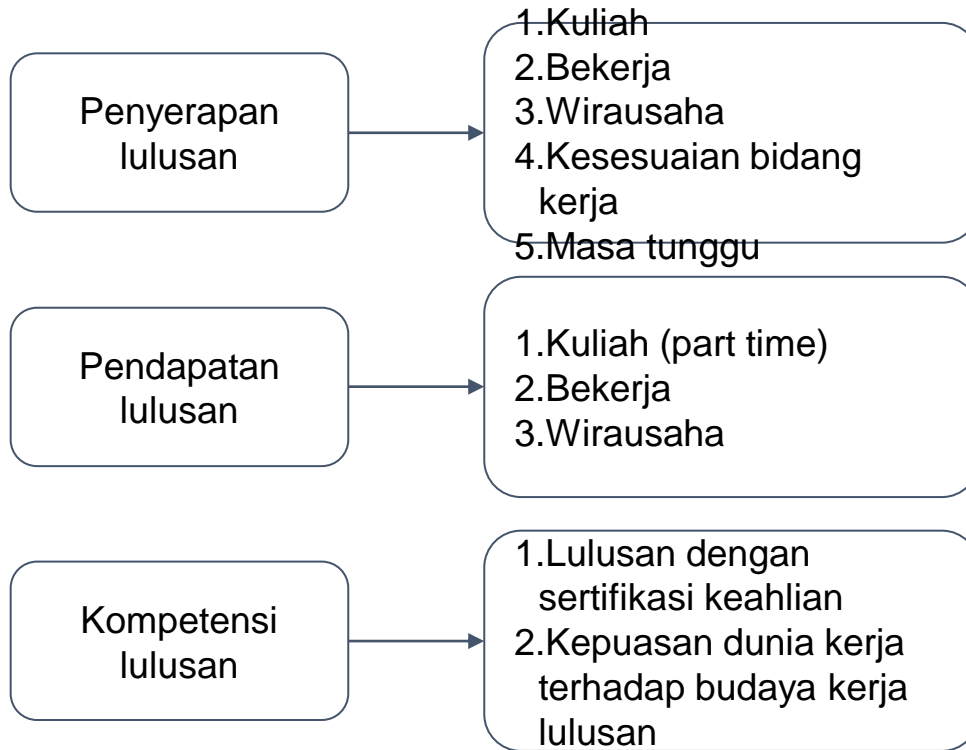 Penyerapan
lulusan
1.Kuliah
2.Bekerja
3.Wirausaha
4.Kesesuaian bidang
kerja
5.Masa tunggu
Pendapatan
lulusan
1.Kuliah (part time)
2.Bekerja
3.Wirausaha
Kompetensi
lulusan
1.Lulusan dengan
sertifikasi keahlian
2.Kepuasan dunia kerja
terhadap budaya kerja
lulusan